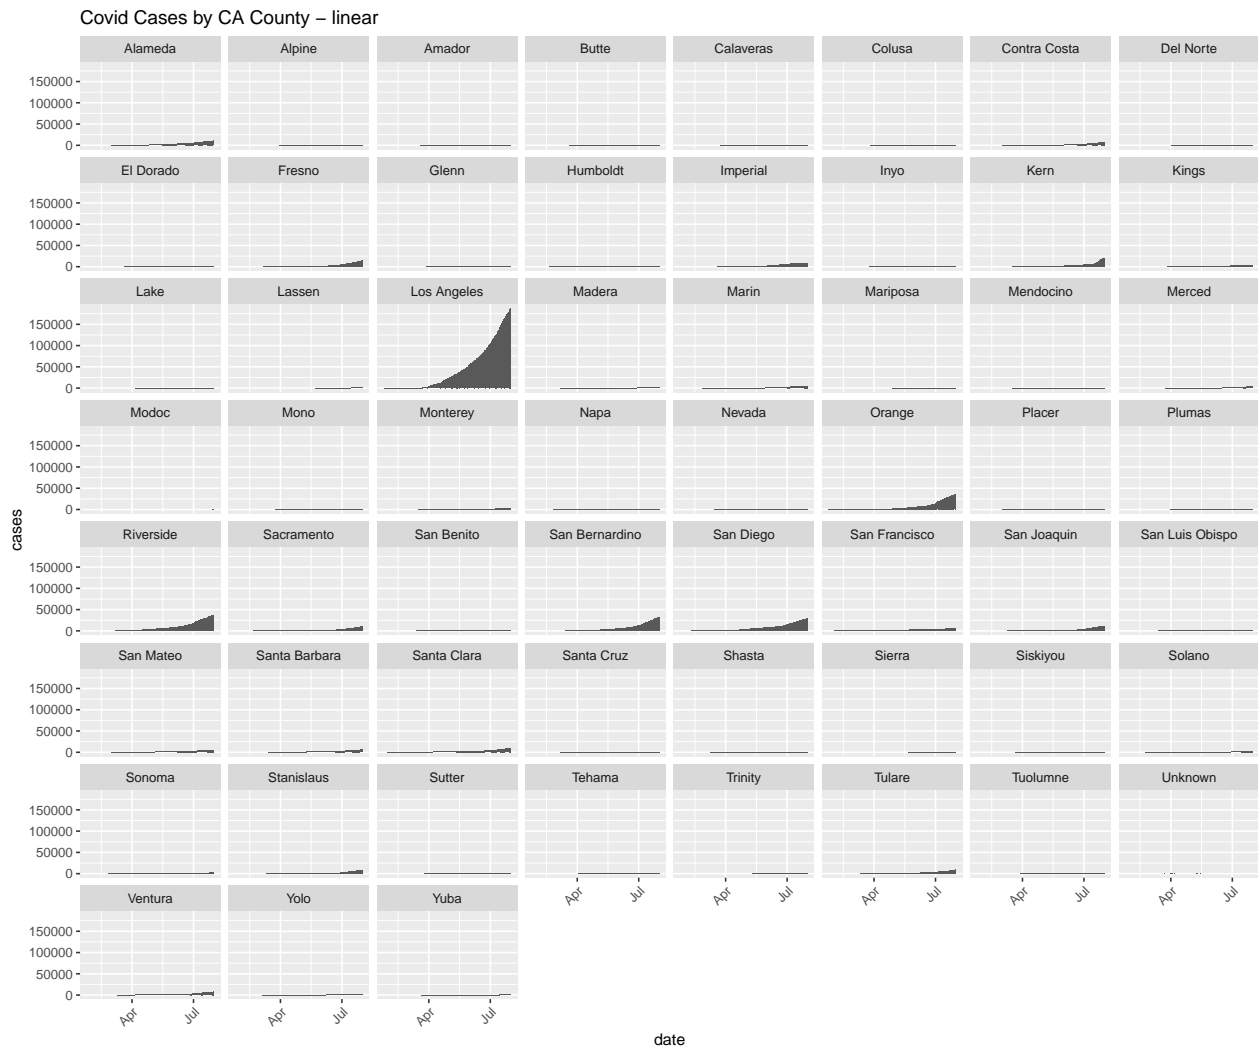 Covid Cases by CA County – linear
Alameda Alpine Amador Butte Calaveras Colusa Contra Costa Del Norte
150000
100000
50000
0
El Dorado Fresno Glenn Humboldt Imperial Inyo Kern Kings
150000
100000
50000
0
Lake Lassen Los Angeles Madera Marin Mariposa Mendocino Merced
150000
100000
50000
0
Modoc Mono Monterey Napa Nevada Orange Placer Plumas
150000
100000
50000
0
cases
Riverside Sacramento San Benito San Bernardino San Diego San Francisco San Joaquin San Luis Obispo
150000
100000
50000
0
San Mateo Santa Barbara Santa Clara Santa Cruz Shasta Sierra Siskiyou Solano
150000
100000
50000
0
Sonoma Stanislaus Sutter Tehama Trinity Tulare Tuolumne Unknown
150000
100000
50000
0
Apr Jul Apr Jul Apr Jul Apr Jul Apr Jul
Ventura Yolo Yuba
150000
100000
50000
0
Apr Jul Apr Jul Apr Jul
date